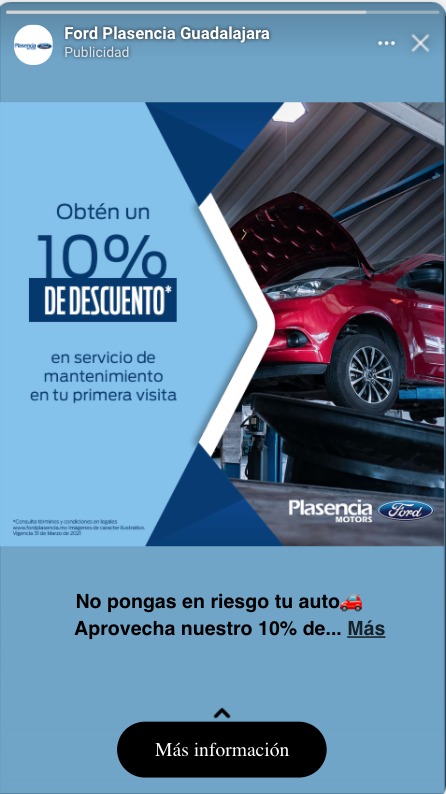 Ford Plasencia Guadalajara
Publicidad
Plasencia Ford
Obtén un
10%
DE DESCUENTO*
en servicio de
mantenimiento
en tu primera visita
*Consulta términos y condiciones en legales
www.fordplasencia.mx Imágenes de caracter ilustrativo.
Vigencia 31 de Marzo de 2021
Plasencia
MOTORS
Ford
No pongas en riesgo tu auto🚗
Aprovecha nuestro 10% de... Más
Más información